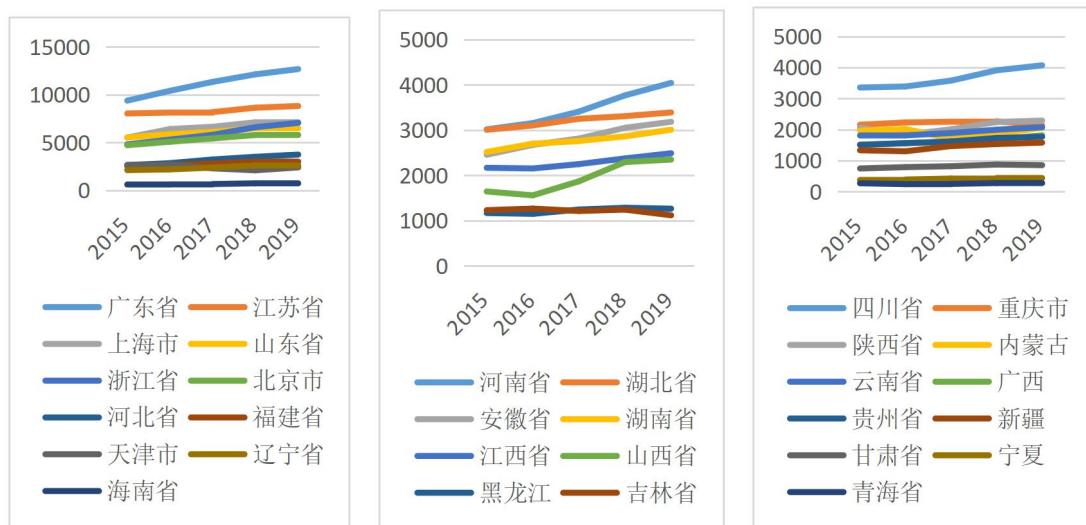 15000
10000
5000
0
2015
2016
2017
2018
2019
广东省 江苏省
上海市 山东省
浙江省 北京市
河北省 福建省
天津市 辽宁省
海南省
5000
4000
3000
2000
1000
0
2015
2016
2017
2018
2019
河南省 湖北省
安徽省 湖南省
江西省 山西省
黑龙江 吉林省
5000
4000
3000
2000
1000
0
2015
2016
2017
2018
2019
四川省 重庆市
陕西省 内蒙古
云南省 广西
贵州省 新疆
甘肃省 宁夏
青海省